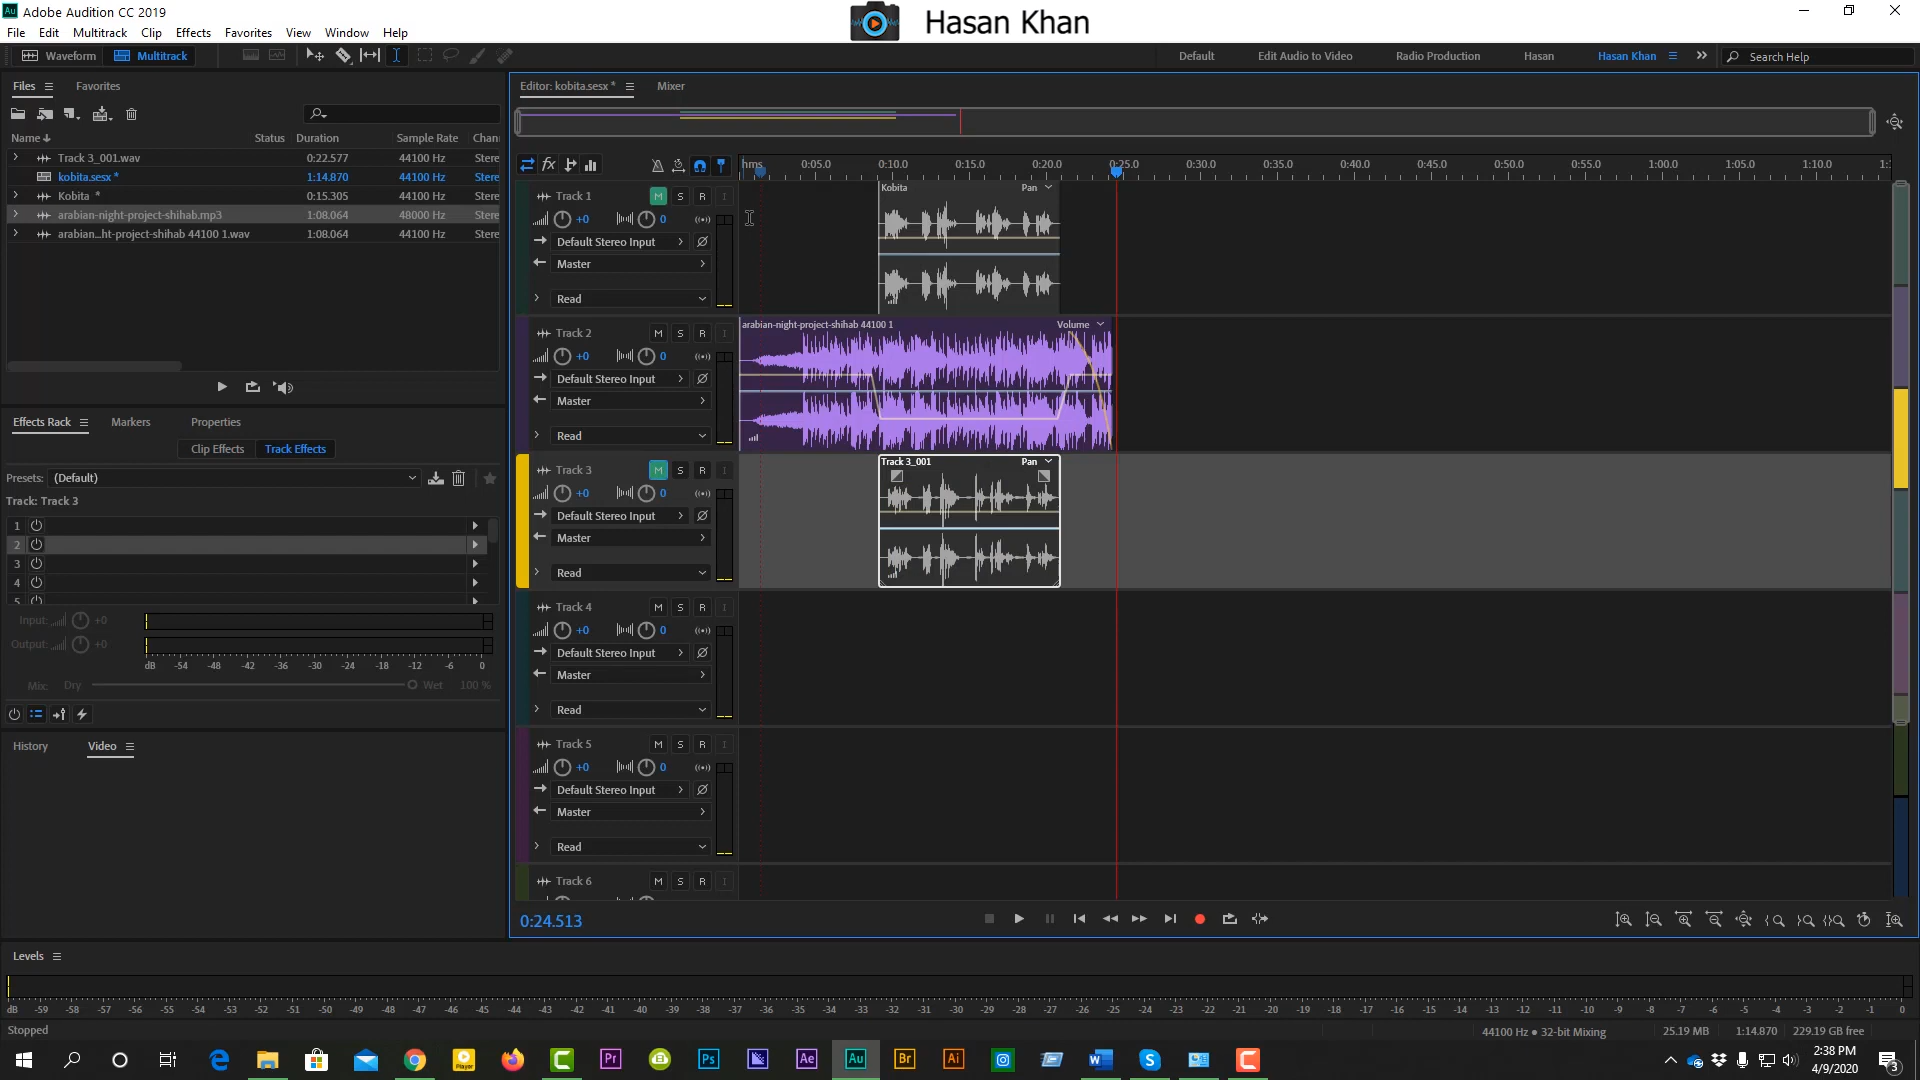 Adobe Audition CC 2019
Hasan Khan
File Edit Multitrack Clip Effects Favorites View Window Help
Waveform Multitrack
Default Edit Audio to Video Radio Production Hasan Hasan Khan Search Help
Files Favorites
Name Status Duration Sample Rate Chan
Track 3_001.wav 0:22.577 44100 Hz Stere
kobita.sesx * 1:14.870 44100 Hz Stere
Kobita * 0:15.305 44100 Hz Stere
arabian-night-project-shihab.mp3 1:08.064 48000 Hz Stere
arabian...ht-project-shihab 44100 1.wav 1:08.064 44100 Hz Stere
Effects Rack Markers Properties
Clip Effects Track Effects
Presets: (Default)
Track: Track 3
1
2
3
4
5
Input: +0
Output: +0
dB -54 -48 -42 -36 -30 -24 -18 -12 -6 0
Mix: Dry Wet 100 %
History Video
Editor: kobita.sesx * Mixer
fx hms 0:05.0 0:10.0 0:15.0 0:20.0 0:25.0 0:30.0 0:35.0 0:40.0 0:45.0 0:50.0 0:55.0 1:00.0 1:05.0 1:10.0 1:
Track 1 M S R I
+0 0
Default Stereo Input
Master
Read
Kobita Pan
Track 2 M S R I
+0 0
Default Stereo Input
Master
Read
arabian-night-project-shihab 44100 1 Volume
Track 3 M S R I
+0 0
Default Stereo Input
Master
Read
Track 3_001 Pan
Track 4 M S R I
+0 0
Default Stereo Input
Master
Read
Track 5 M S R I
+0 0
Default Stereo Input
Master
Read
Track 6 M S R I
0:24.513
Levels
dB -59 -58 -57 -56 -55 -54 -53 -52 -51 -50 -49 -48 -47 -46 -45 -44 -43 -42 -41 -40 -39 -38 -37 -36 -35 -34 -33 -32 -31 -30 -29 -28 -27 -26 -25 -24 -23 -22 -21 -20 -19 -18 -17 -16 -15 -14 -13 -12 -11 -10 -9 -8 -7 -6 -5 -4 -3 -2 -1 0
Stopped 44100 Hz ● 32-bit Mixing 25.19 MB 1:14.870 229.19 GB free
Pr Ps Ae Au Br Ai
2:38 PM
4/9/2020
3